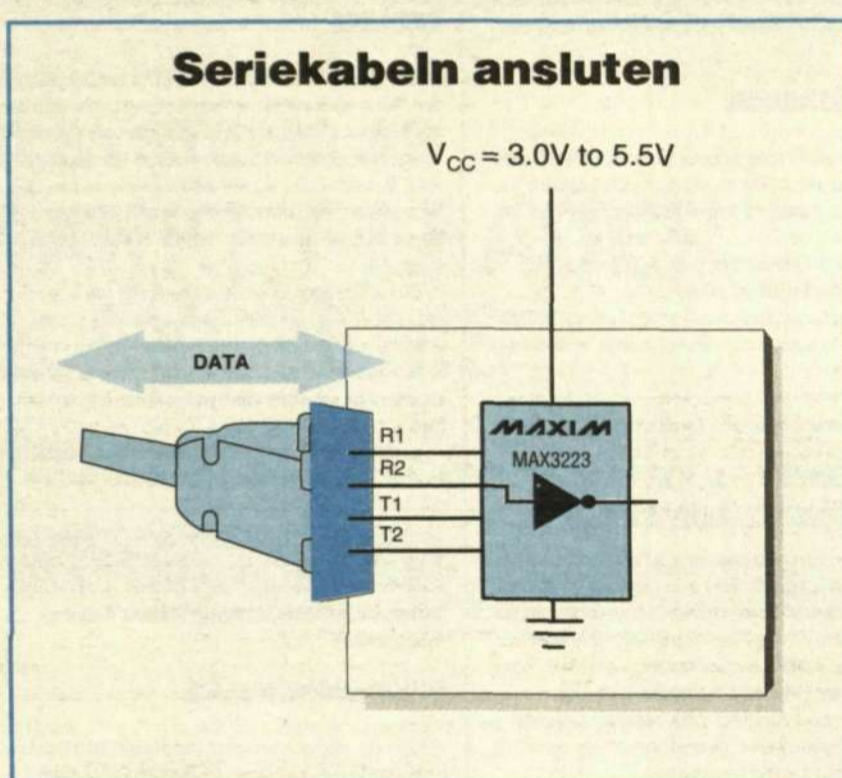 Seriekabeln ansluten
V_CC = 3.0V to 5.5V
DATA
R1
R2
T1
T2
MAXIM
MAX3223